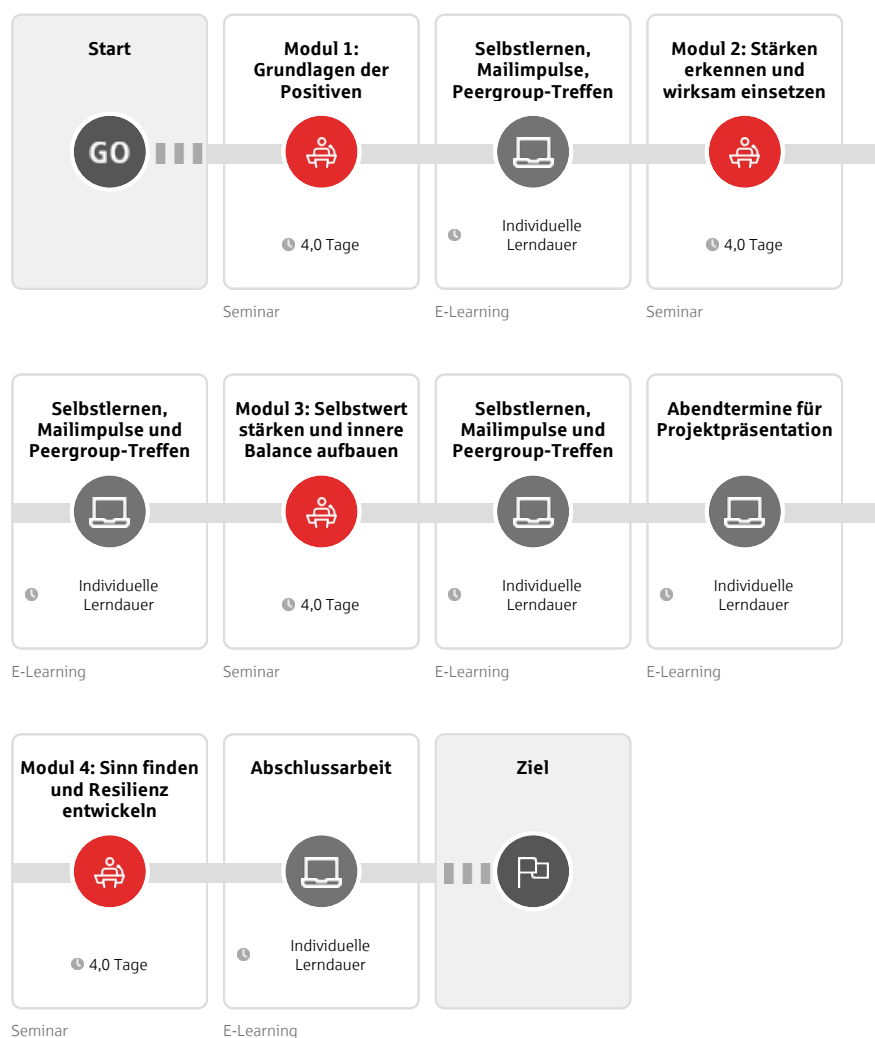 Start
Modul 1:
Grundlagen der
Positiven
GO
4,0 Tage
Seminar
Selbstlernen,
Mailimpulse,
Peergroup-Treffen
Individuelle
Lerndauer
E-Learning
Modul 2: Stärken
erkennen und
wirksam einsetzen
4,0 Tage
Seminar
Selbstlernen,
Mailimpulse und
Peergroup-Treffen
Individuelle
Lerndauer
E-Learning
Modul 3: Selbstwert
stärken und innere
Balance aufbauen
4,0 Tage
Seminar
Selbstlernen,
Mailimpulse und
Peergroup-Treffen
Individuelle
Lerndauer
E-Learning
Abendtermine für
Projektpräsentation
Individuelle
Lerndauer
E-Learning
Modul 4: Sinn finden
und Resilienz
entwickeln
4,0 Tage
Seminar
Abschlussarbeit
Individuelle
Lerndauer
E-Learning
Ziel